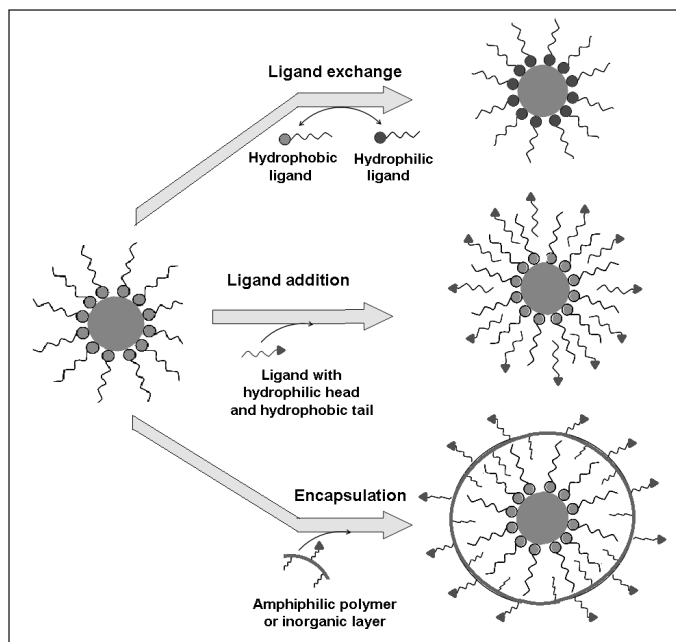 Ligand exchange
Hydrophobic
ligand
Hydrophilic
ligand
Ligand addition
Ligand with
hydrophilic head
and hydrophobic tail
Encapsulation
Amphiphilic polymer
or inorganic layer